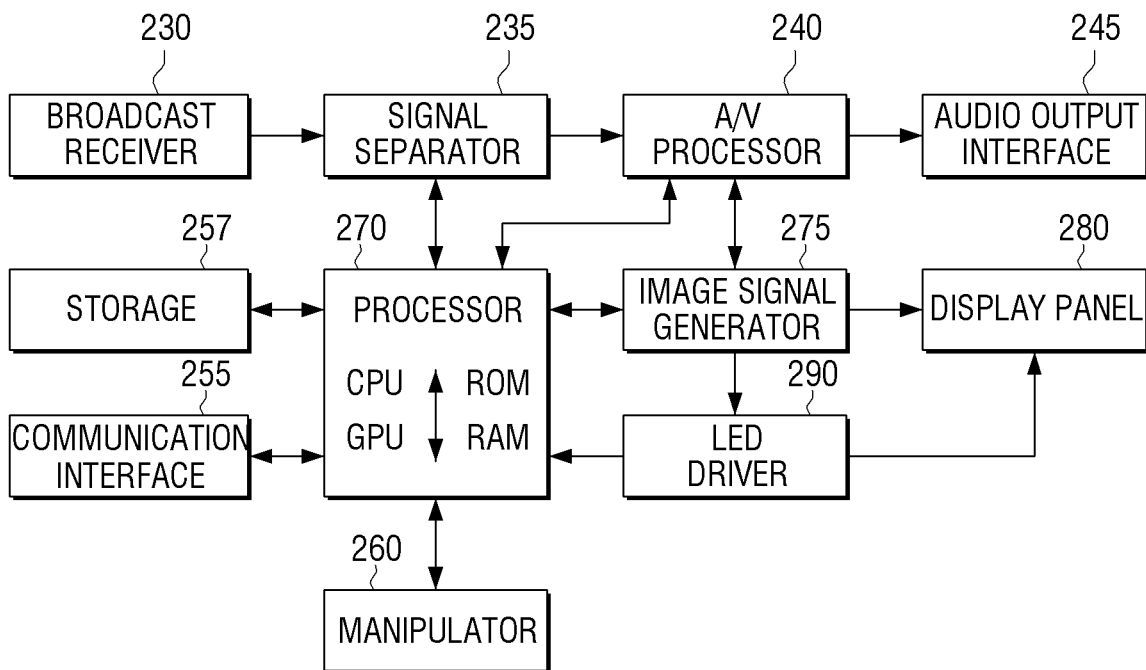 230
235
240
245
BROADCAST
RECEIVER
SIGNAL
SEPARATOR
A/V
PROCESSOR
AUDIO OUTPUT
INTERFACE
257
270
275
280
STORAGE
PROCESSOR
CPU ROM
GPU RAM
IMAGE SIGNAL
GENERATOR
DISPLAY PANEL
255
290
COMMUNICATION
INTERFACE
LED
DRIVER
260
MANIPULATOR